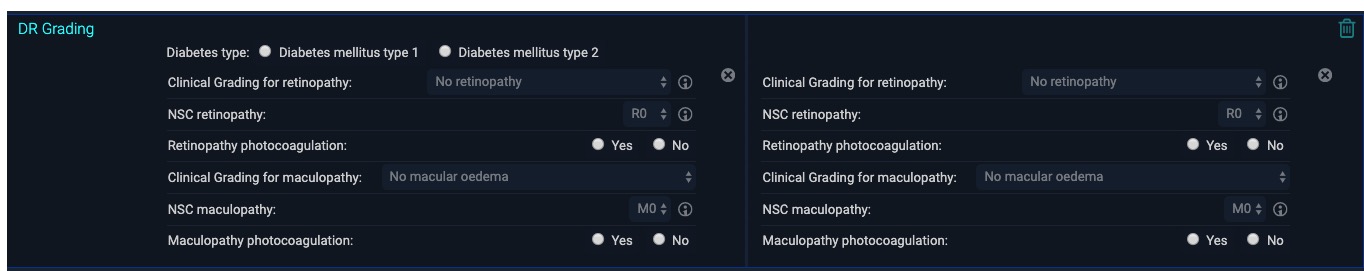 DR Grading
Diabetes type: Diabetes mellitus type 1 Diabetes mellitus type 2
Clinical Grading for retinopathy: No retinopathy Clinical Grading for retinopathy: No retinopathy
NSC retinopathy: R0 NSC retinopathy: R0
Retinopathy photocoagulation: Yes No Retinopathy photocoagulation: Yes No
Clinical Grading for maculopathy: No macular oedema Clinical Grading for maculopathy: No macular oedema
NSC maculopathy: M0 NSC maculopathy: M0
Maculopathy photocoagulation: Yes No Maculopathy photocoagulation: Yes No